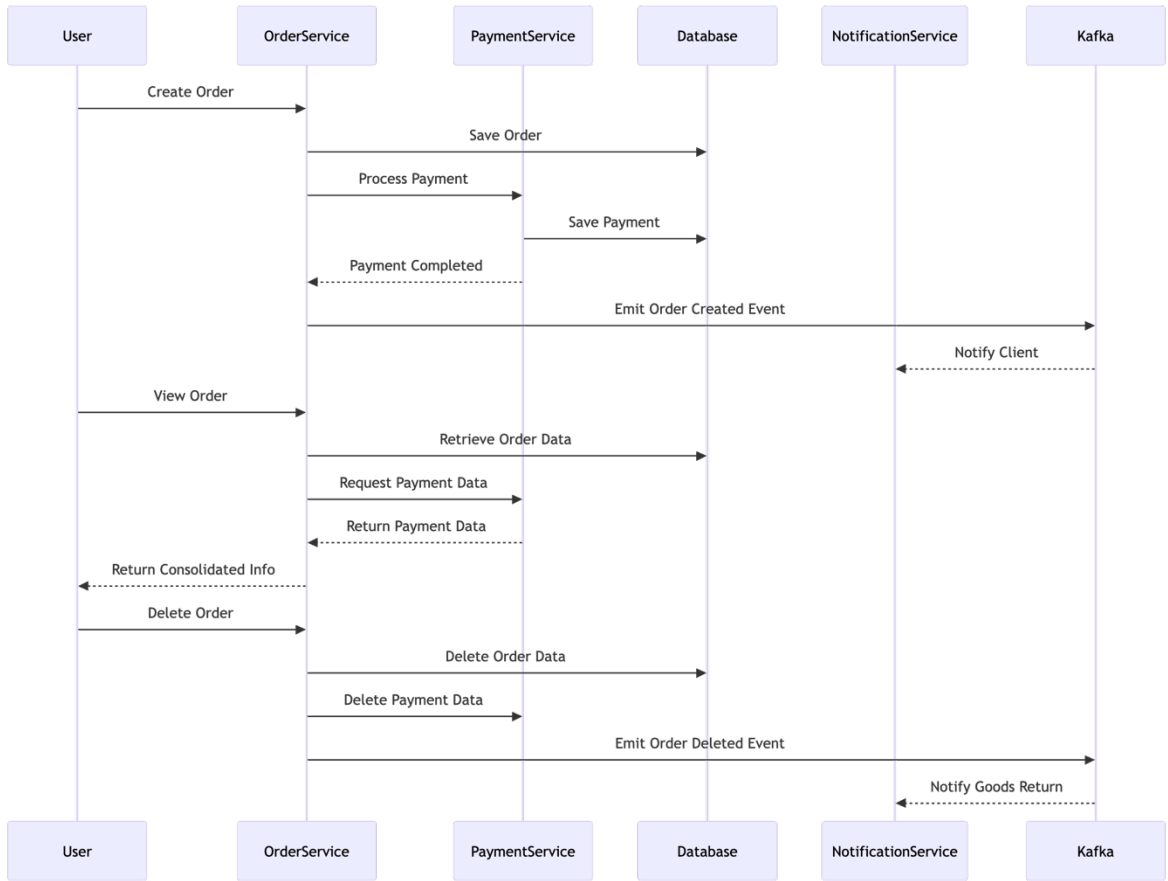 User
OrderService
PaymentService
Database
NotificationService
Kafka
Create Order
Save Order
Process Payment
Save Payment
Payment Completed
Emit Order Created Event
Notify Client
View Order
Retrieve Order Data
Request Payment Data
Return Payment Data
Return Consolidated Info
Delete Order
Delete Order Data
Delete Payment Data
Emit Order Deleted Event
Notify Goods Return
User
OrderService
PaymentService
Database
NotificationService
Kafka